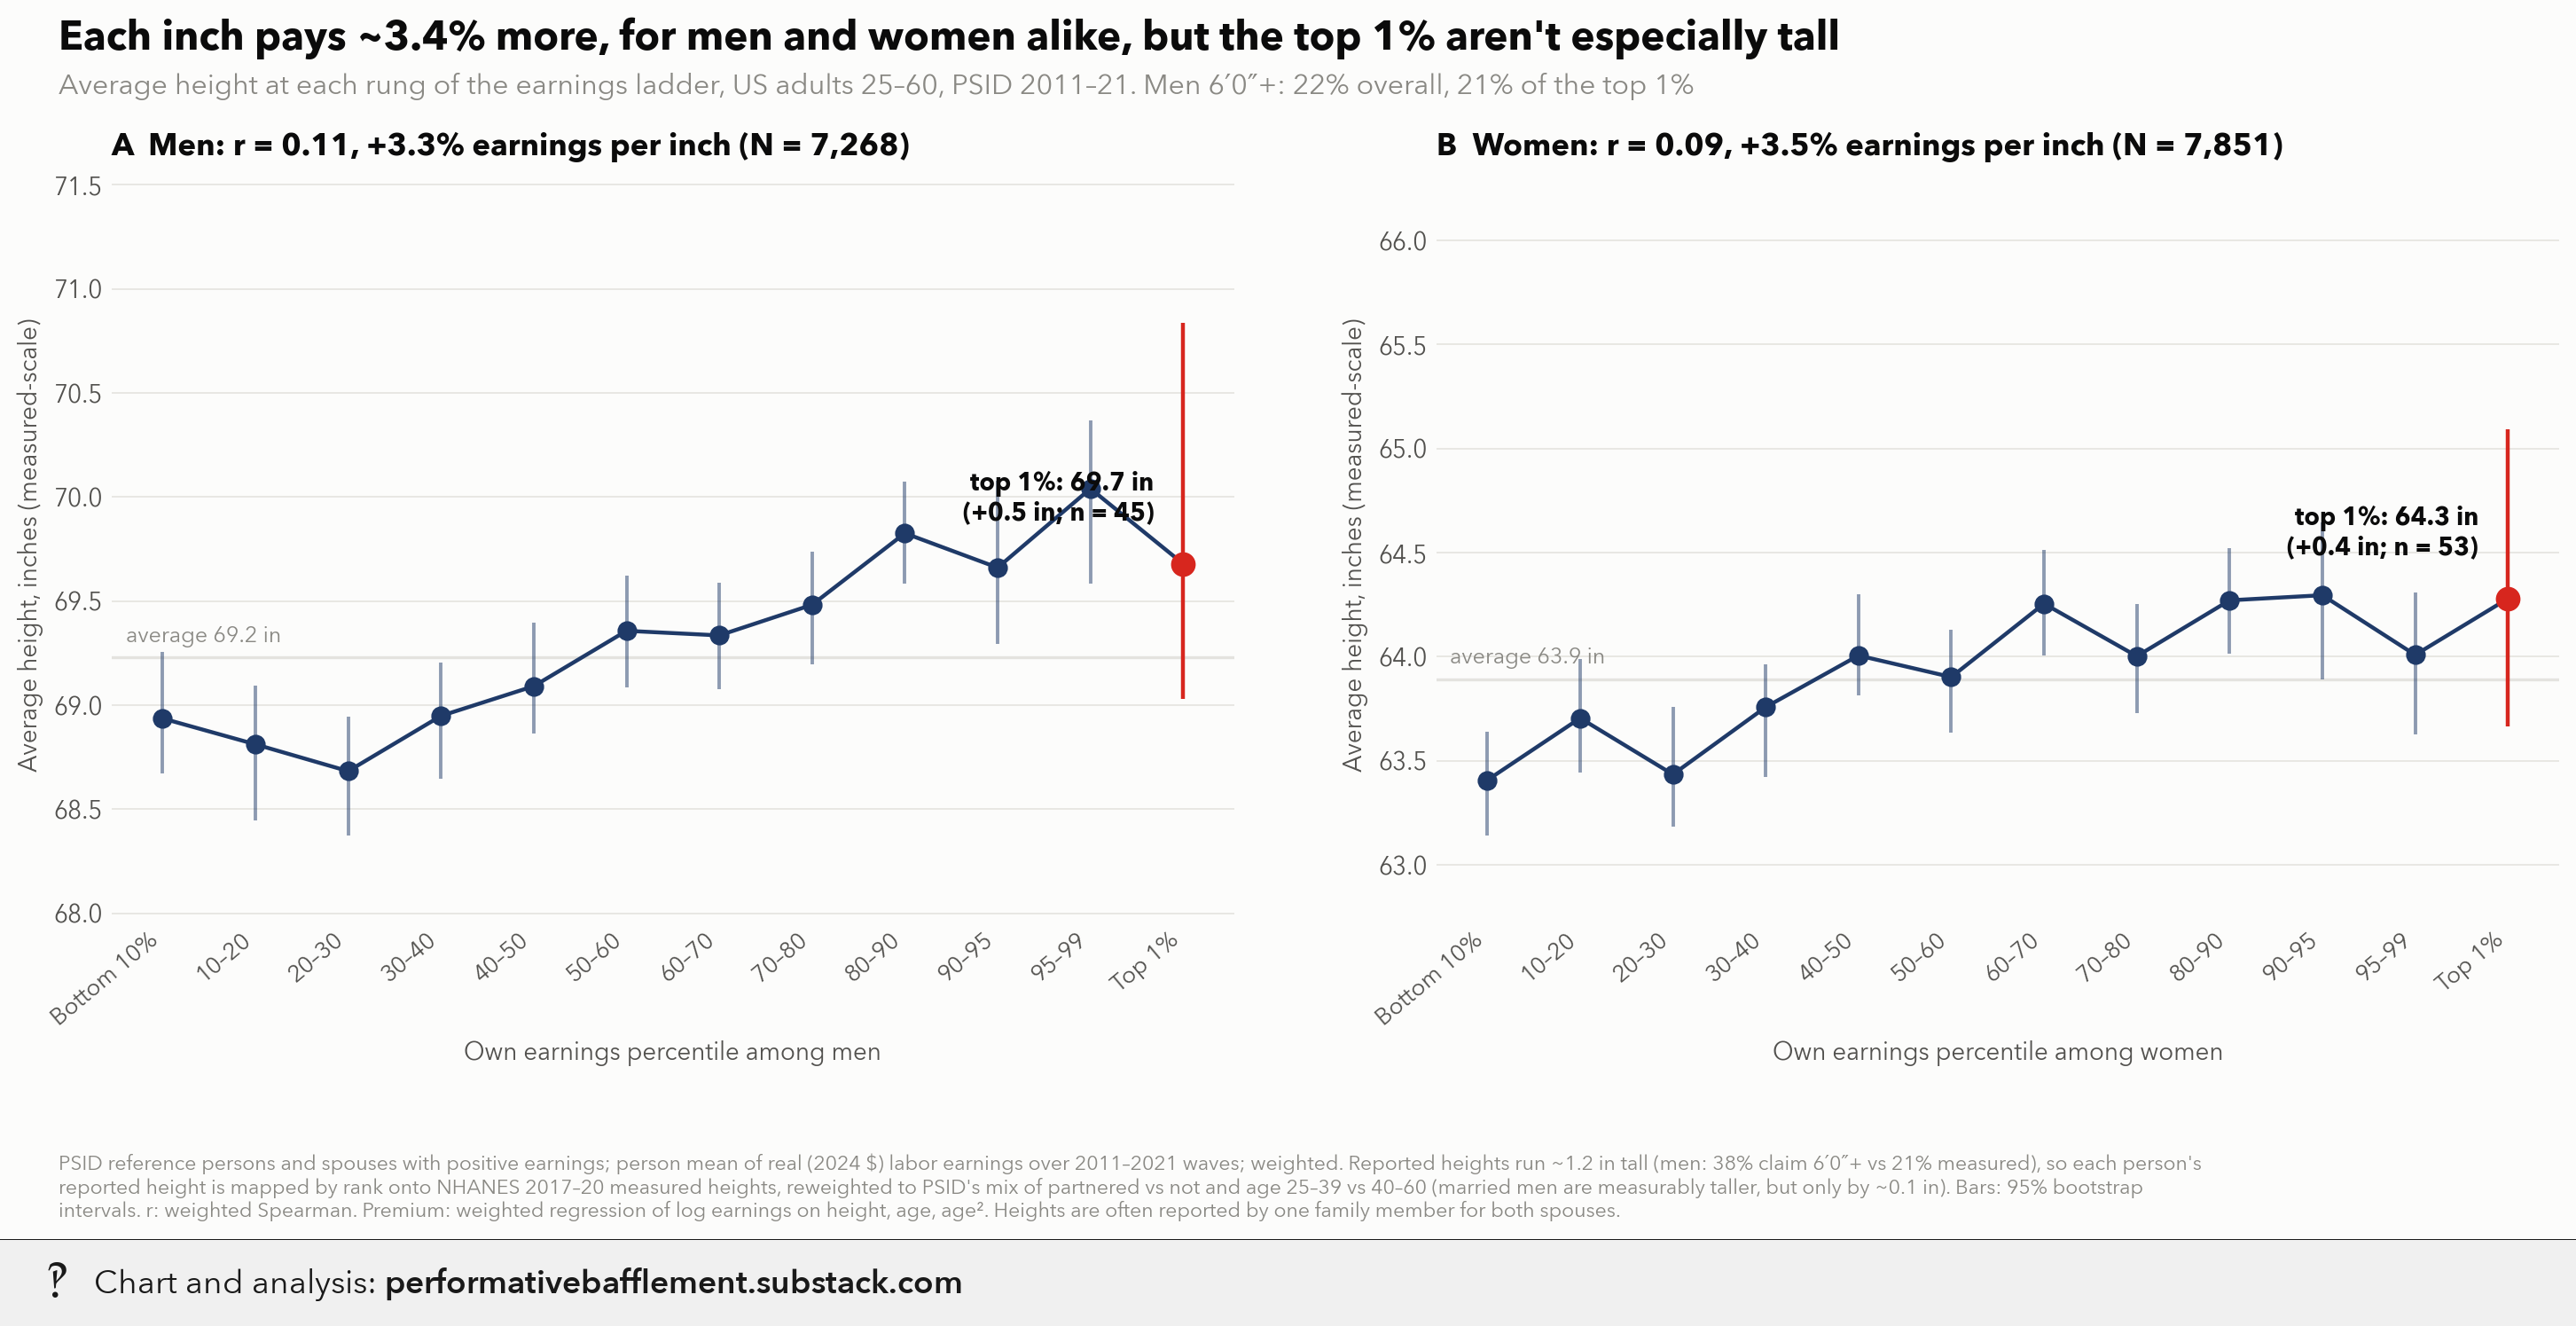 Each inch pays ~3.4% more, for men and women alike, but the top 1% aren't especially tall
Average height at each rung of the earnings ladder, US adults 25–60, PSID 2011–21. Men 6′0″+: 22% overall, 21% of the top 1%
A Men: r = 0.11, +3.3% earnings per inch (N = 7,268)
Average height, inches (measured-scale)
71.5
71.0
70.5
70.0
69.5
69.0
68.5
68.0
top 1%: 69.7 in
(+0.5 in; n = 45)
average 69.2 in
Bottom 10%
10–20
20–30
30–40
40–50
50–60
60–70
70–80
80–90
90–95
95–99
Top 1%
Own earnings percentile among men
B Women: r = 0.09, +3.5% earnings per inch (N = 7,851)
Average height, inches (measured-scale)
66.0
65.5
65.0
64.5
64.0
63.5
63.0
top 1%: 64.3 in
(+0.4 in; n = 53)
average 63.9 in
Bottom 10%
10–20
20–30
30–40
40–50
50–60
60–70
70–80
80–90
90–95
95–99
Top 1%
Own earnings percentile among women
PSID reference persons and spouses with positive earnings; person mean of real (2024 $) labor earnings over 2011–2021 waves; weighted. Reported heights run ~1.2 in tall (men: 38% claim 6′0″+ vs 21% measured), so each person's
reported height is mapped by rank onto NHANES 2017–20 measured heights, reweighted to PSID's mix of partnered vs not and age 25–39 vs 40–60 (married men are measurably taller, but only by ~0.1 in). Bars: 95% bootstrap
intervals. r: weighted Spearman. Premium: weighted regression of log earnings on height, age, age². Heights are often reported by one family member for both spouses.
‽ Chart and analysis: performativebafflement.substack.com